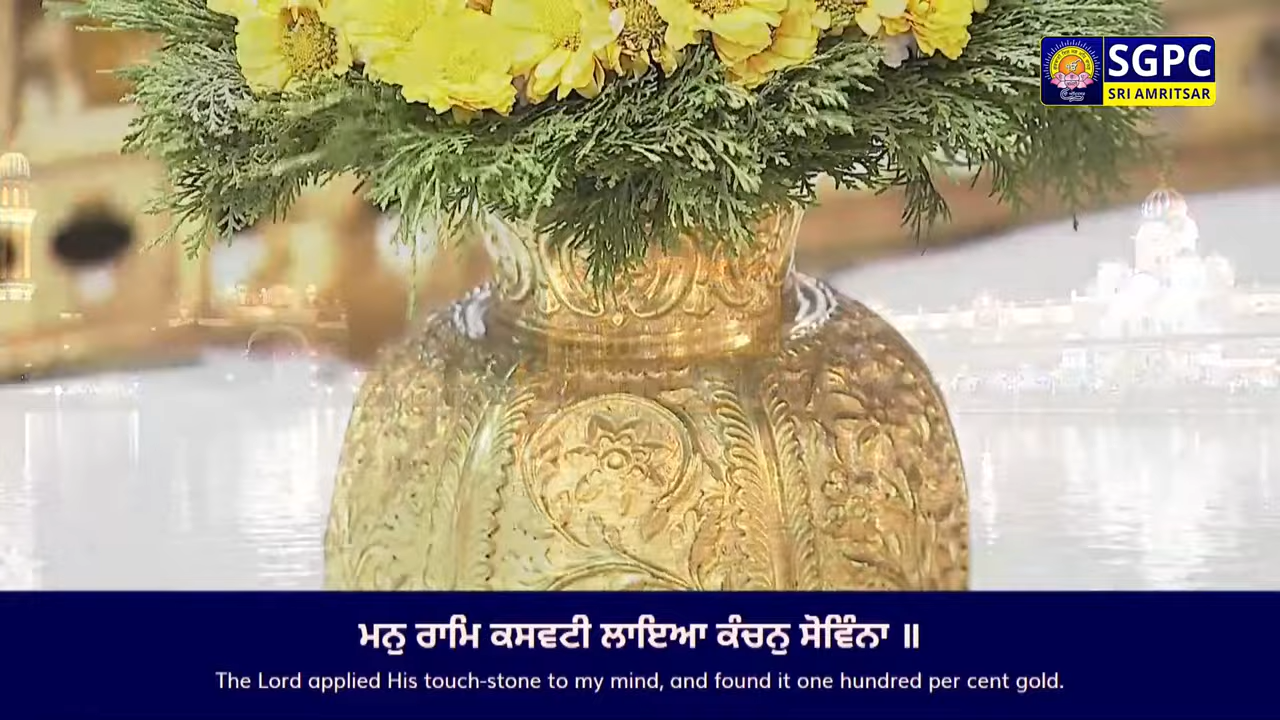 SGPC
SRI AMRITSAR
ਮਨੁ ਰਾਮਿ ਕਸਵਟੀ ਲਾਇਆ ਕੰਚਨੁ ਸੋਵਿੰਨਾ ॥
The Lord applied His touch-stone to my mind, and found it one hundred per cent gold.